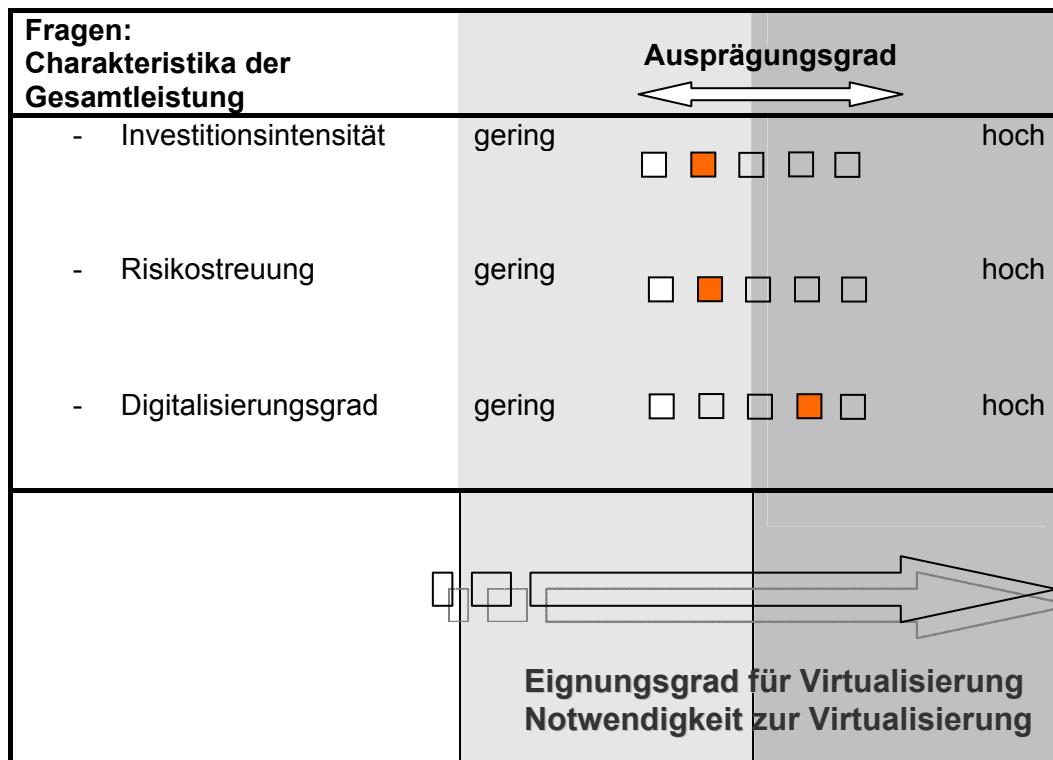 Fragen:
Charakteristika der
Gesamtleistung
Ausprägungsgrad
- Investitionsintensität gering hoch
- Risikostreuung gering hoch
- Digitalisierungsgrad gering hoch
Eignungsgrad für Virtualisierung
Notwendigkeit zur Virtualisierung